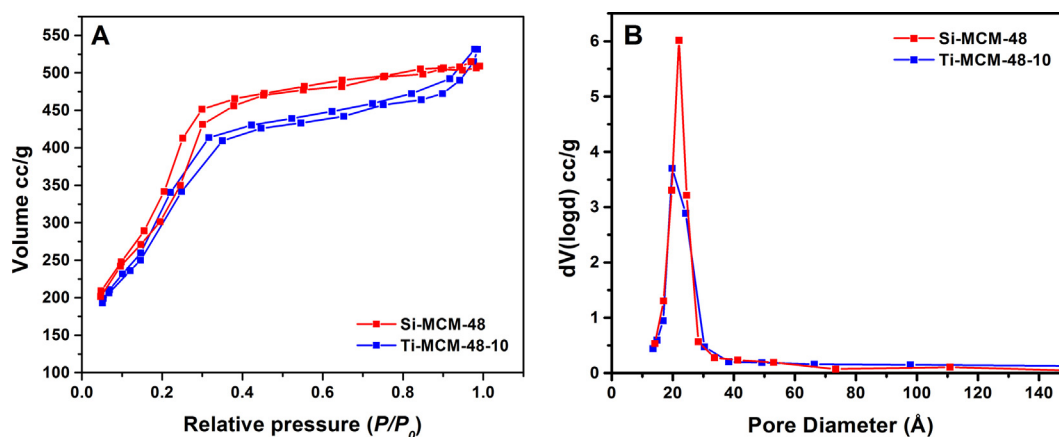 A
550
500
450
400
350
300
250
200
150
100
Volume cc/g
Si-MCM-48
Ti-MCM-48-10
0.0 0.2 0.4 0.6 0.8 1.0
Relative pressure (P/P0)
B
6
5
4
3
2
1
0
dV(logd) cc/g
Si-MCM-48
Ti-MCM-48-10
0 20 40 60 80 100 120 140
Pore Diameter (Å)